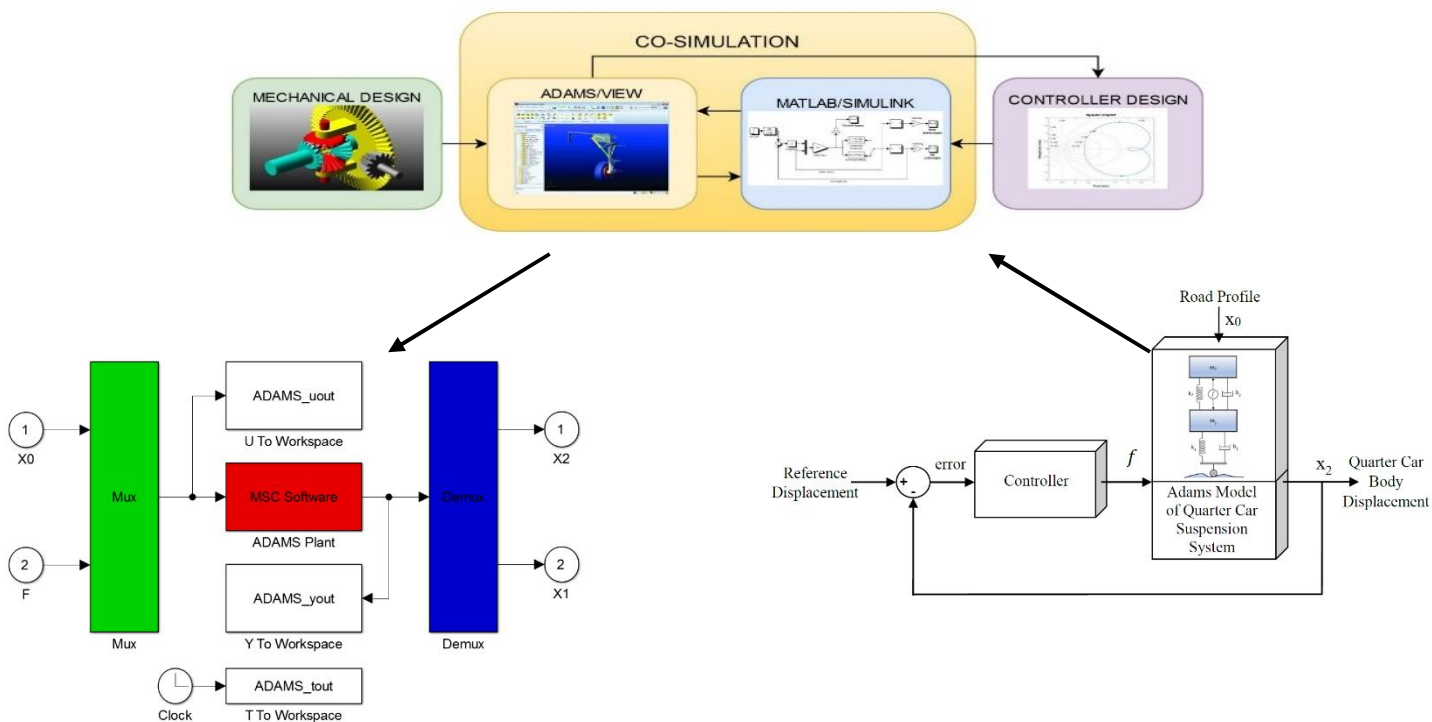 CO-SIMULATION
MECHANICAL DESIGN
ADAMS/VIEW
MATLAB/SIMULINK
CONTROLLER DESIGN
1
X0
2
F
Mux
Mux
ADAMS_uout
U To Workspace
MSC Software
ADAMS Plant
ADAMS_yout
Y To Workspace
Clock
ADAMS_tout
T To Workspace
Demux
Demux
1
X2
2
X1
Road Profile
x₀
Reference
Displacement
+
-
error
Controller
f
Adams Model
of Quarter Car
Suspension
System
x₂
Quarter Car
Body
Displacement